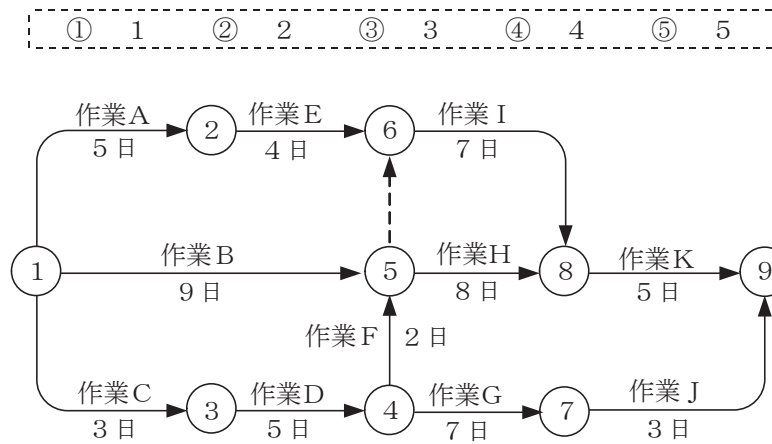 ① 1 ② 2 ③ 3 ④ 4 ⑤ 5
作業A 作業E 作業I
2 6
5日 4日 7日
作業B 作業H 作業K
1 5 8 9
9日 8日 5日
作業F 2日
作業C 作業D 作業G 作業J
3 4 7
3日 5日 7日 3日